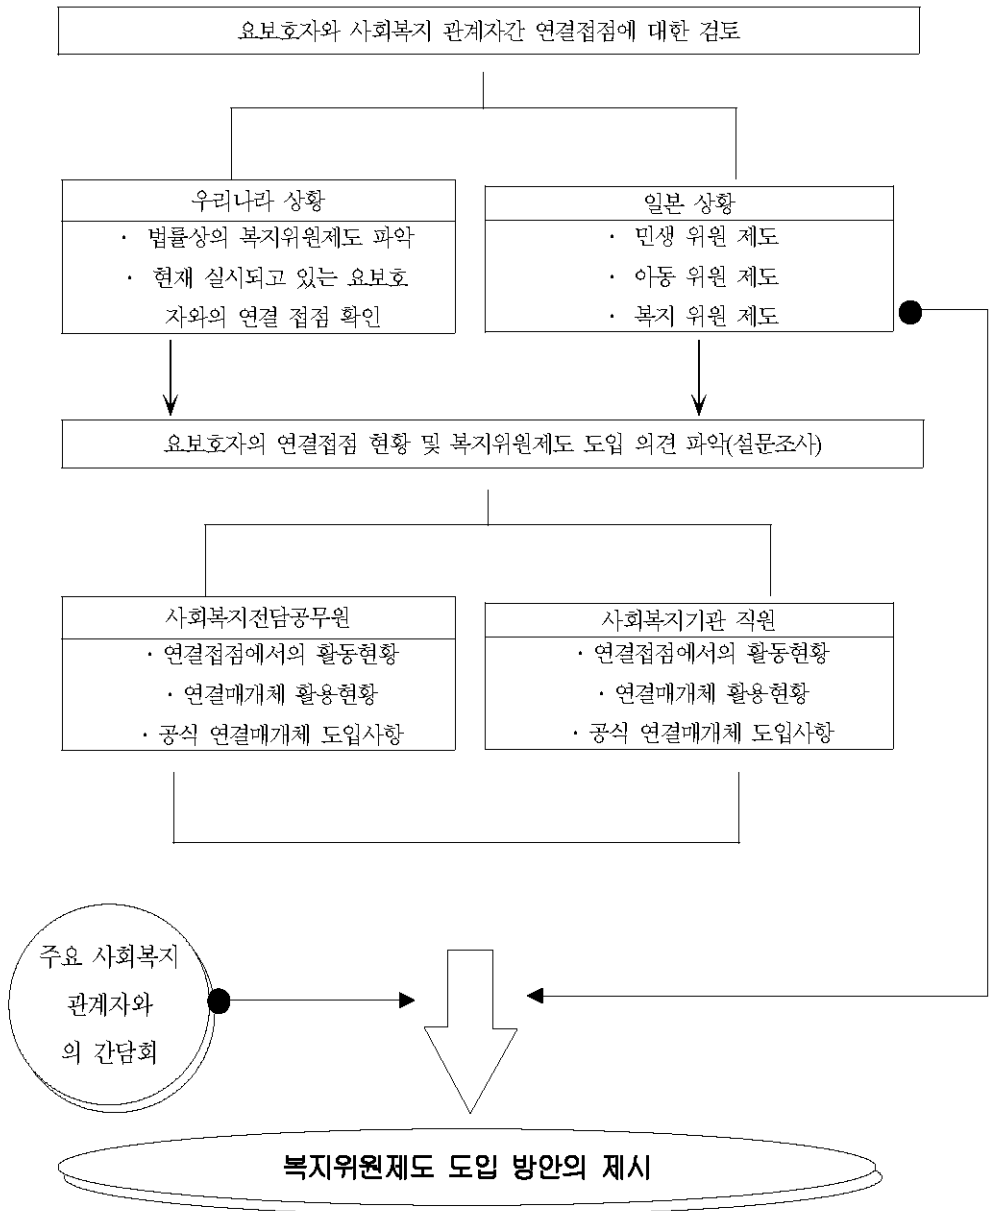 요보호자와 사회복지 관계자간 연결접점에 대한 검토
우리나라 상황
· 법률상의 복지위원제도 파악
· 현재 실시되고 있는 요보호
자와의 연결 접점 확인
일본 상황
· 민생 위원 제도
· 아동 위원 제도
· 복지 위원 제도
요보호자의 연결접점 현황 및 복지위원제도 도입 의견 파악(설문조사)
사회복지전담공무원
· 연결접점에서의 활동현황
· 연결매개체 활용현황
· 공식 연결매개체 도입사항
사회복지기관 직원
· 연결접점에서의 활동현황
· 연결매개체 활용현황
· 공식 연결매개체 도입사항
주요 사회복지
관계자와
의 간담회
복지위원제도 도입 방안의 제시